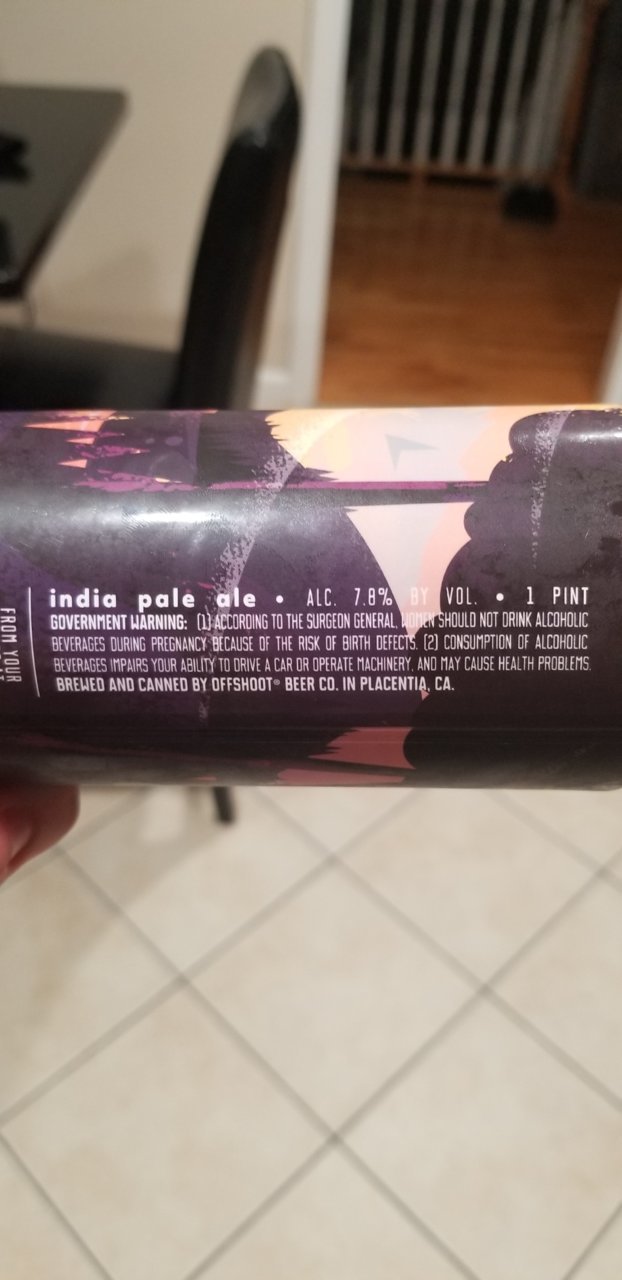 india pale ale • ALC. 7.8% BY VOL. • 1 PINT
GOVERNMENT WARNING: (1) ACCORDING TO THE SURGEON GENERAL, WOMEN SHOULD NOT DRINK ALCOHOLIC
BEVERAGES DURING PREGNANCY BECAUSE OF THE RISK OF BIRTH DEFECTS. (2) CONSUMPTION OF ALCOHOLIC
BEVERAGES IMPAIRS YOUR ABILITY TO DRIVE A CAR OR OPERATE MACHINERY, AND MAY CAUSE HEALTH PROBLEMS.
BREWED AND CANNED BY OFFSHOOT® BEER CO. IN PLACENTIA, CA.
FROM YOUR